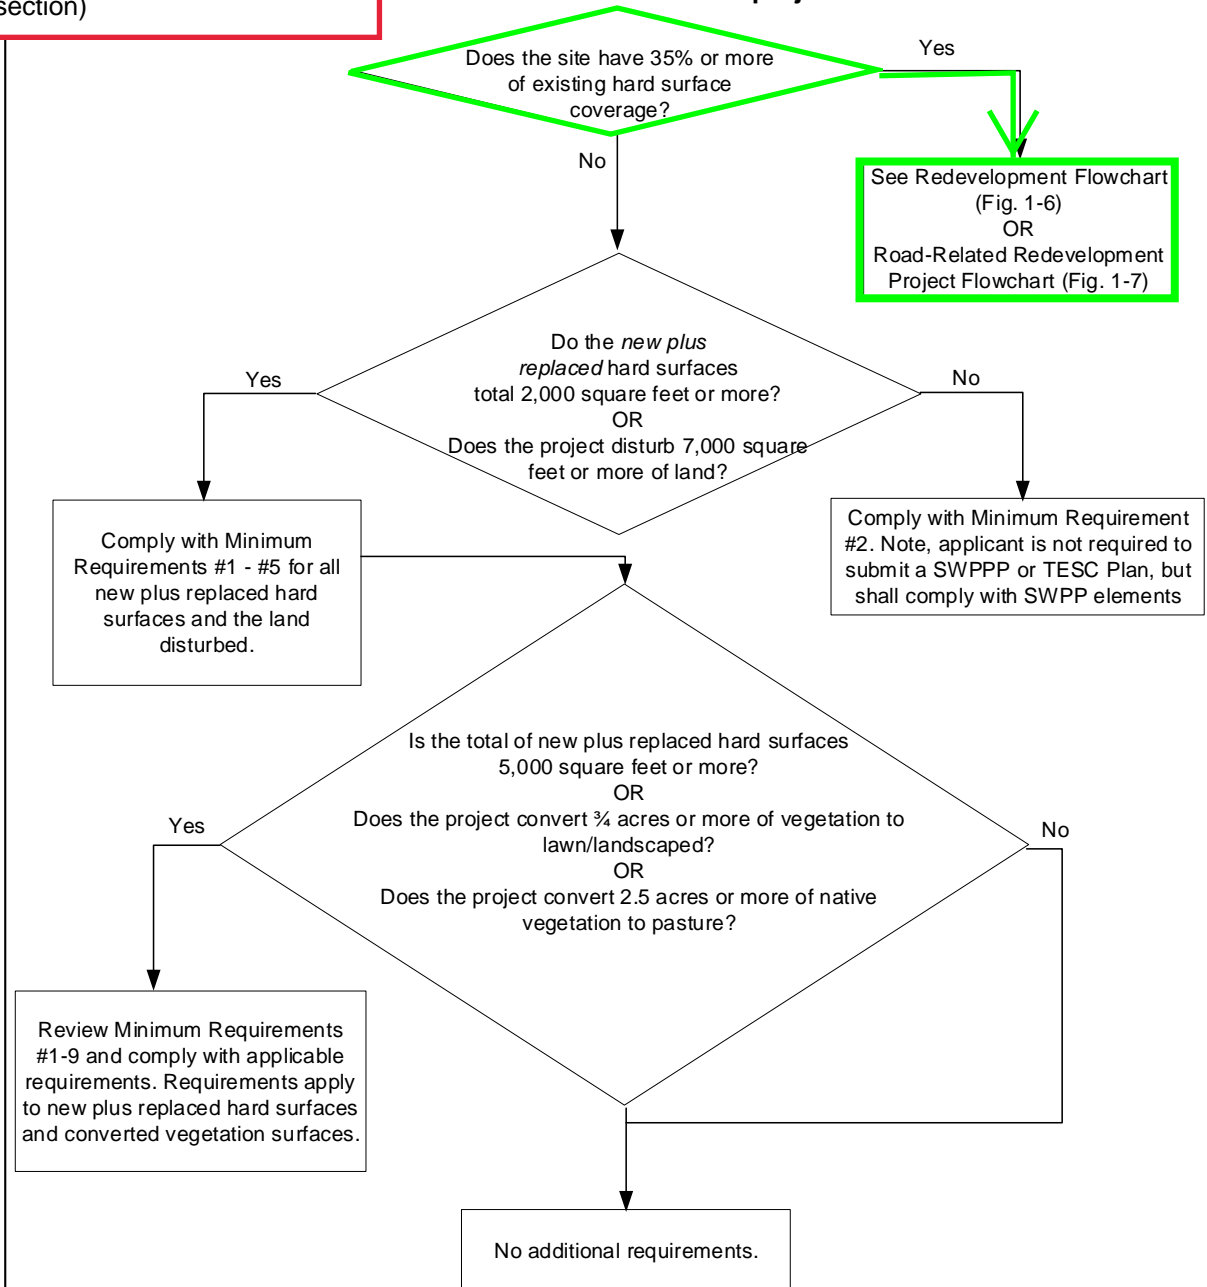 section)
Does the site have 35% or more
of existing hard surface
coverage?
Yes
No
See Redevelopment Flowchart
(Fig. 1-6)
OR
Road-Related Redevelopment
Project Flowchart (Fig. 1-7)
Do the new plus
replaced hard surfaces
total 2,000 square feet or more?
OR
Does the project disturb 7,000 square
feet or more of land?
Yes
No
Comply with Minimum
Requirements #1 - #5 for all
new plus replaced hard
surfaces and the land
disturbed.
Comply with Minimum Requirement
#2. Note, applicant is not required to
submit a SWPPP or TESC Plan, but
shall comply with SWPP elements
Is the total of new plus replaced hard surfaces
5,000 square feet or more?
OR
Does the project convert ¾ acres or more of vegetation to
lawn/landscaped?
OR
Does the project convert 2.5 acres or more of native
vegetation to pasture?
Yes
No
Review Minimum Requirements
#1-9 and comply with applicable
requirements. Requirements apply
to new plus replaced hard surfaces
and converted vegetation surfaces.
No additional requirements.